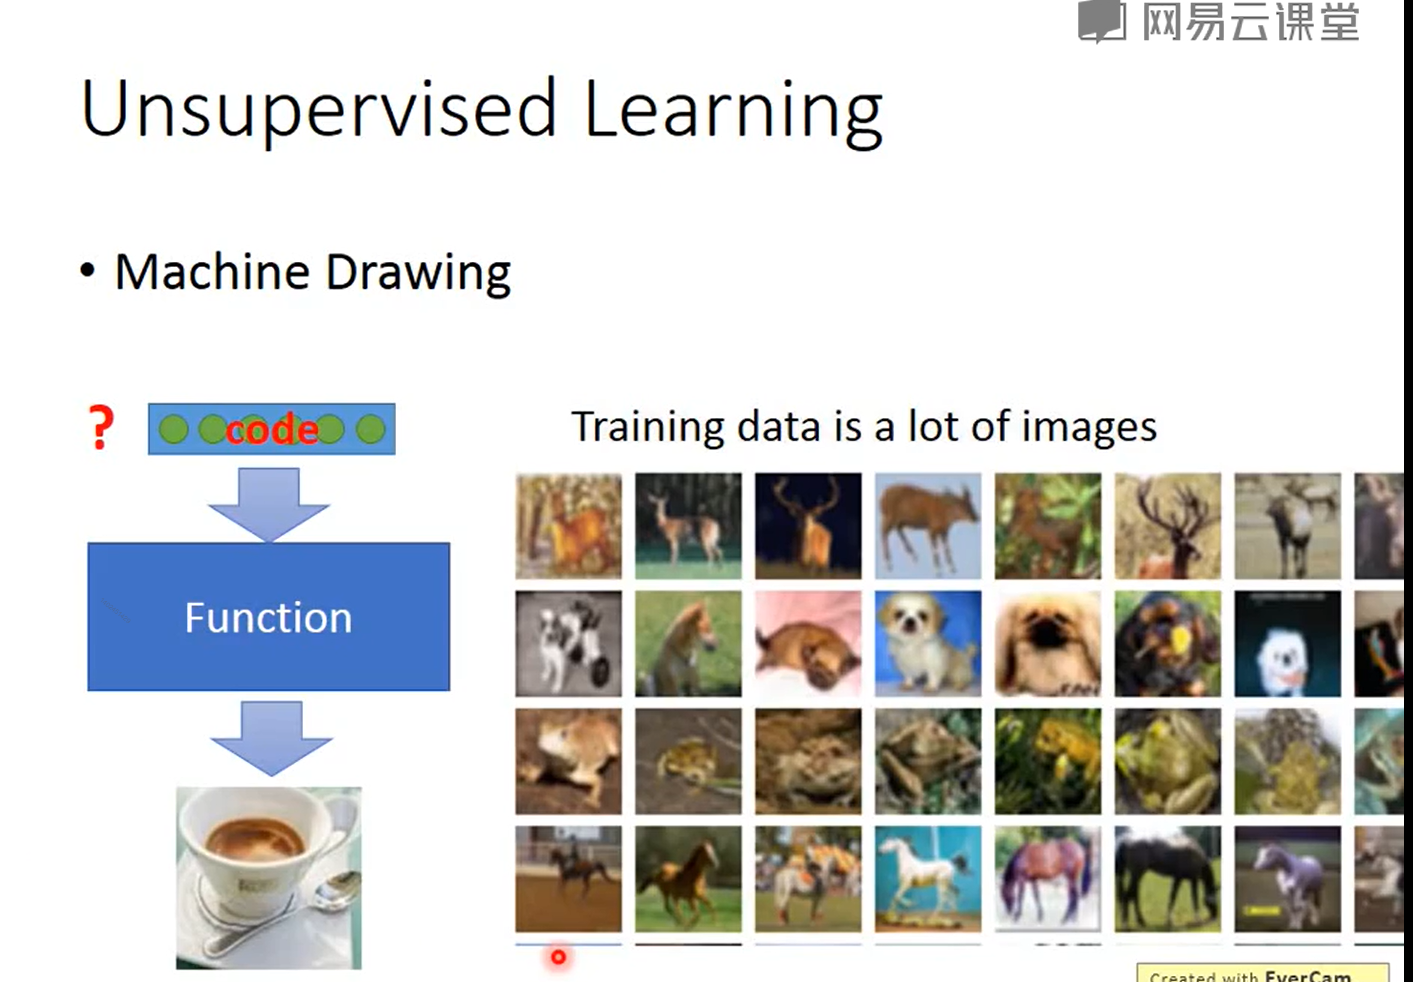 网易云课堂
Unsupervised Learning
• Machine Drawing
? code
Training data is a lot of images
Function
Created with EverCam